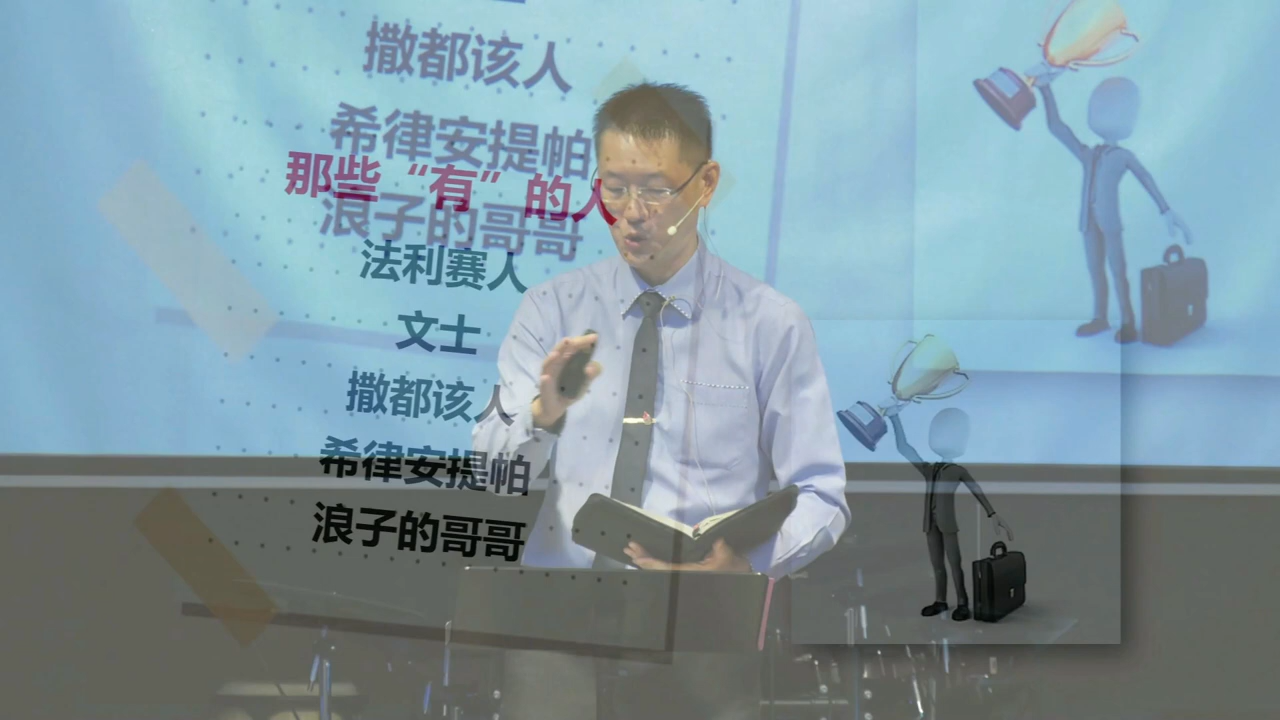 撒都该人
希律安提帕
浪子的哥哥
那些“有”的人
法利赛人
文士
撒都该人
希律安提帕
浪子的哥哥